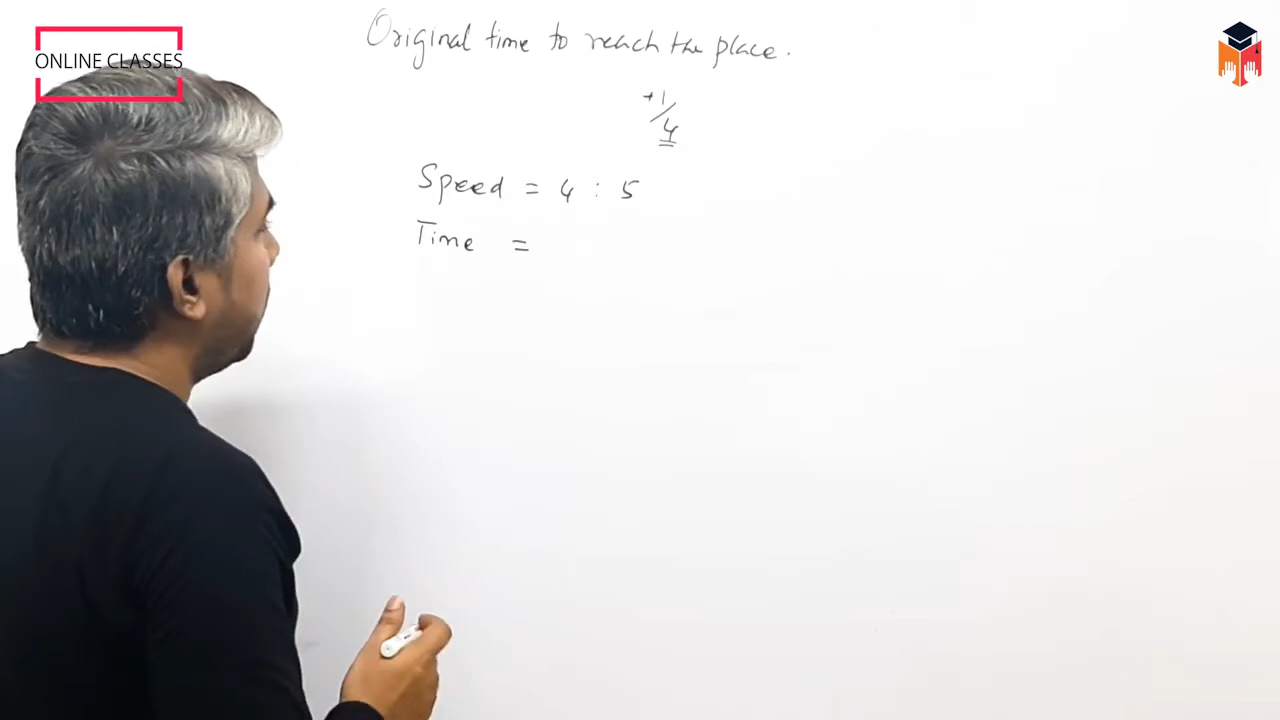 ONLINE CLASSES
Original time to reach the place.
+1/4
Speed = 4 : 5
Time =